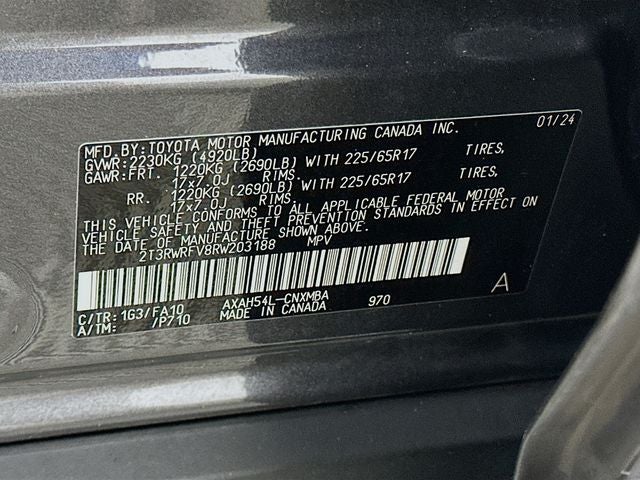 MFD.BY:TOYOTA MOTOR MANUFACTURING CANADA INC. 01/24
GVWR:2230KG (4920LB)
GAWR:FRT. 1220KG (2690LB) WITH 225/65R17 TIRES,
17x7.0J RIMS.
RR. 1220KG (2690LB) WITH 225/65R17 TIRES,
17x7.0J RIMS.
THIS VEHICLE CONFORMS TO ALL APPLICABLE FEDERAL MOTOR
VEHICLE SAFETY AND THEFT PREVENTION STANDARDS IN EFFECT ON
THE DATE OF MANUFACTURE SHOWN ABOVE.
2T3RWRFV8RW203188 MPV
C/TR:1G3/FA10 AXAH54L-CNXMBA 970 A
A/TM: /P710 MADE IN CANADA